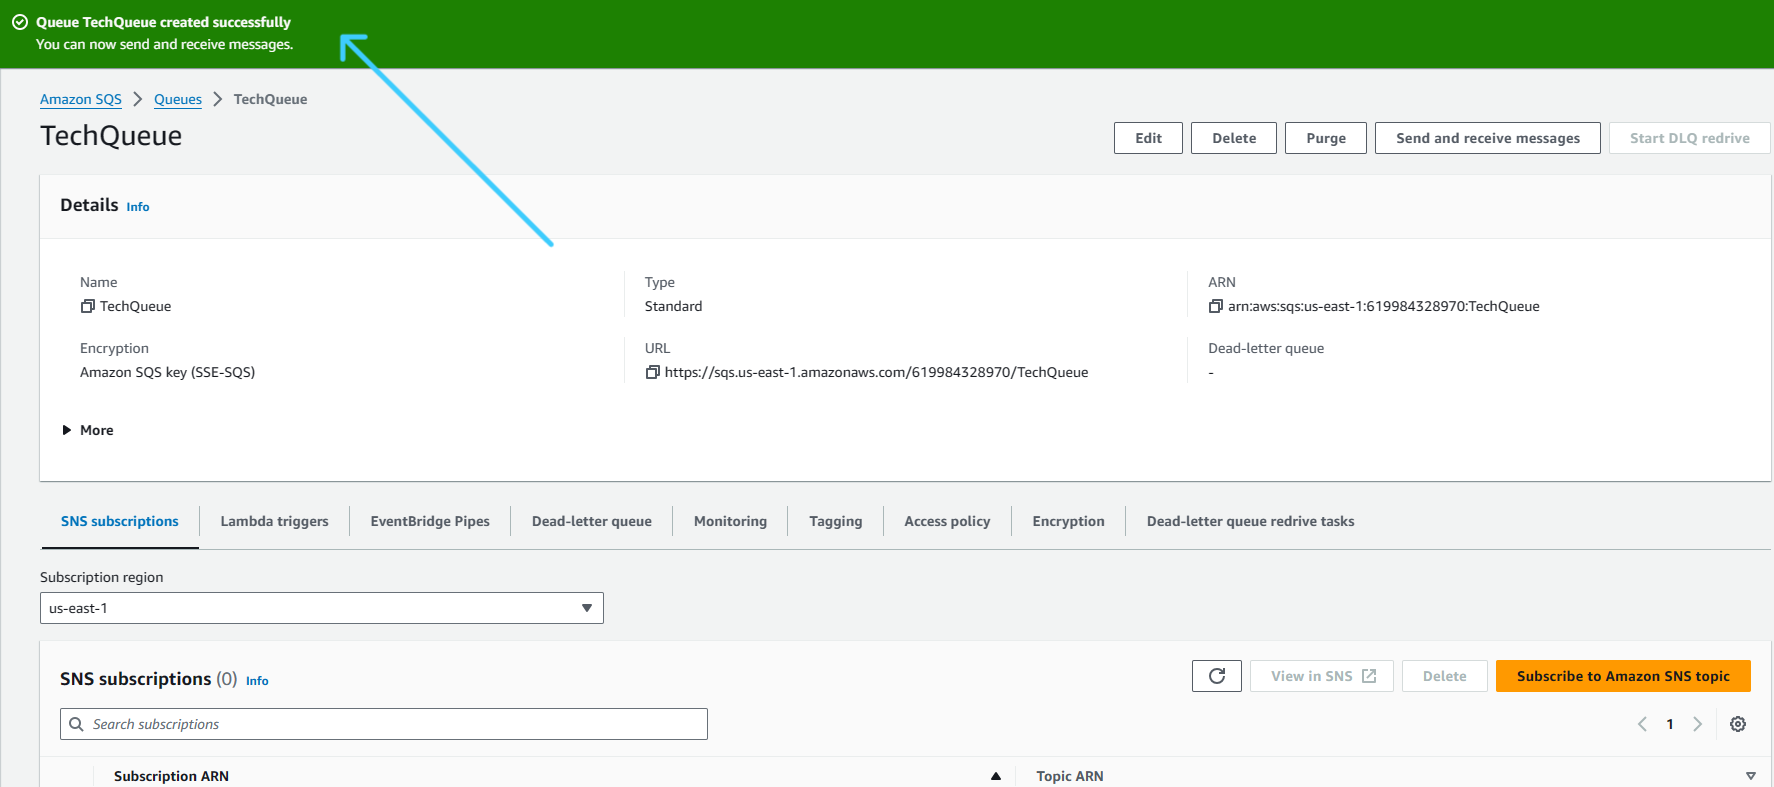 Queue TechQueue created successfully
You can now send and receive messages.
Amazon SQS > Queues > TechQueue
TechQueue
Edit
Delete
Purge
Send and receive messages
Start DLQ redrive
Details Info
Name
TechQueue
Type
Standard
ARN
arn:aws:sqs:us-east-1:619984328970:TechQueue
Encryption
Amazon SQS key (SSE-SQS)
URL
https://sqs.us-east-1.amazonaws.com/619984328970/TechQueue
Dead-letter queue
-
More
SNS subscriptions
Lambda triggers
EventBridge Pipes
Dead-letter queue
Monitoring
Tagging
Access policy
Encryption
Dead-letter queue redrive tasks
Subscription region
us-east-1
SNS subscriptions (0) Info
View in SNS
Delete
Subscribe to Amazon SNS topic
Search subscriptions
1
Subscription ARN
Topic ARN